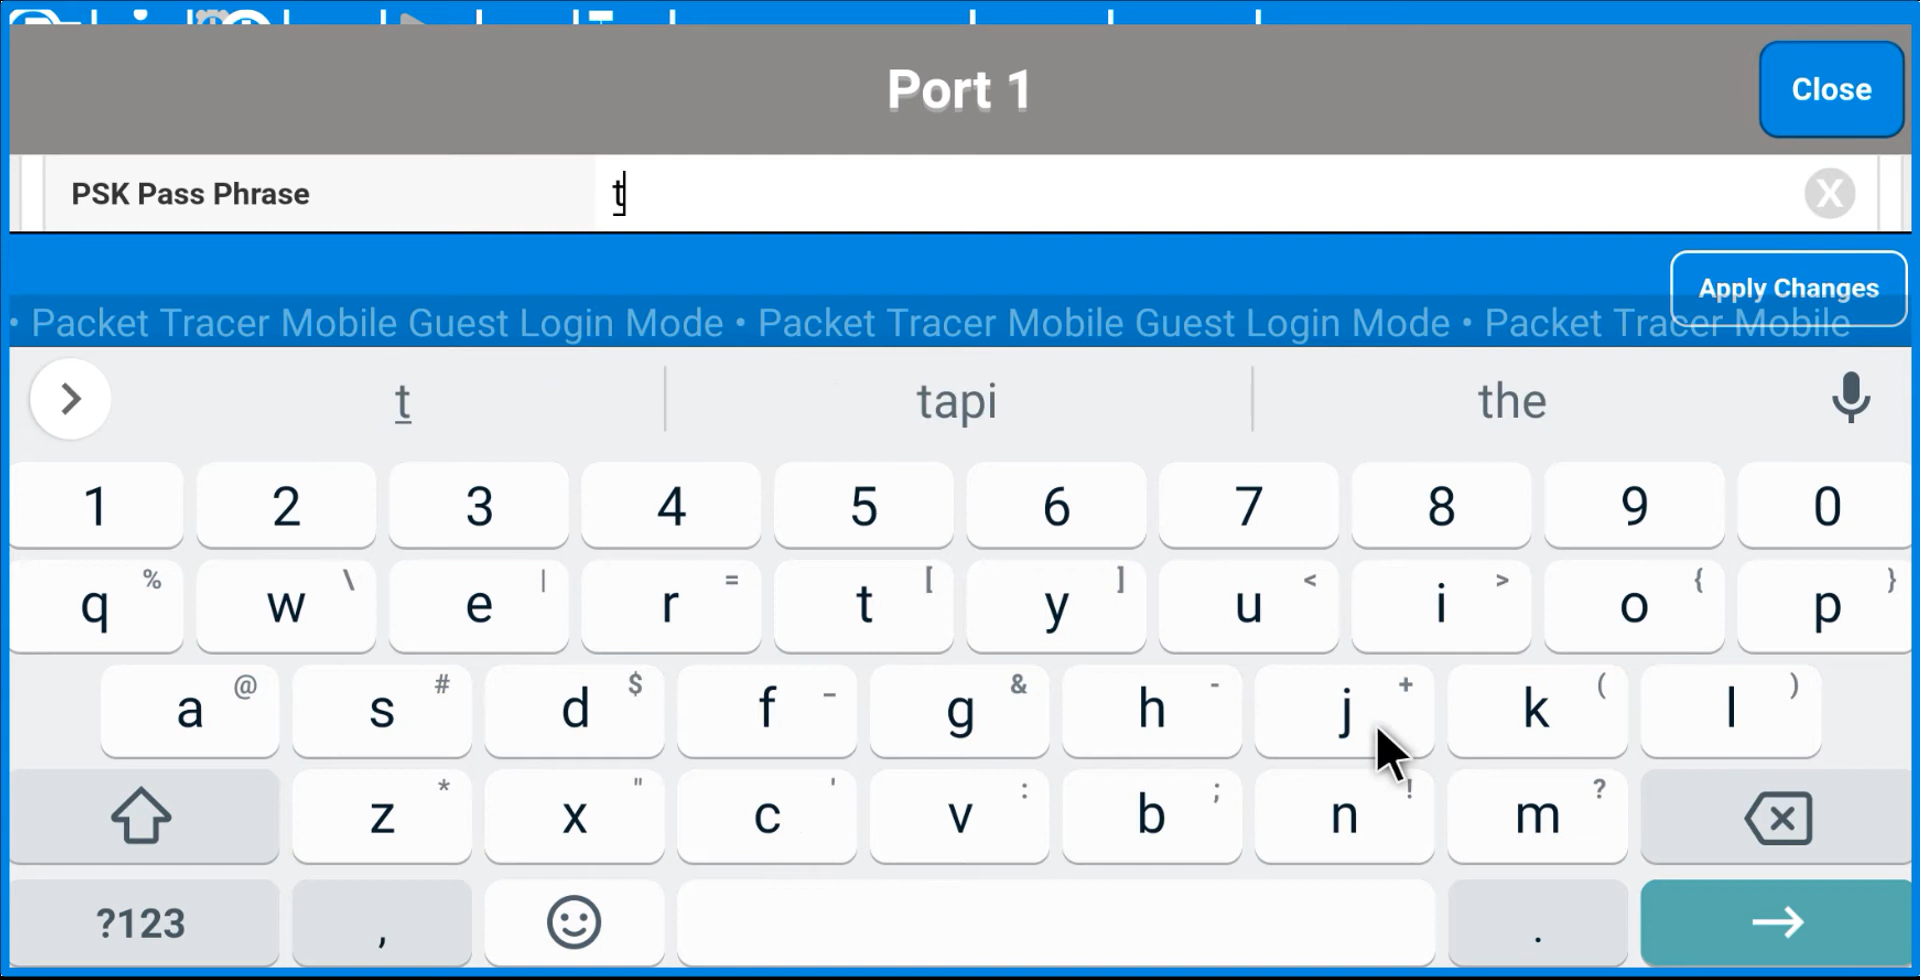 Port 1
Close
PSK Pass Phrase t X
Apply Changes
• Packet Tracer Mobile Guest Login Mode • Packet Tracer Mobile Guest Login Mode • Packet Tracer Mobile
t tapi the
1 2 3 4 5 6 7 8 9 0
q % w \ e | r = t [ y ] u < i > o { p }
a @ s # d $ f _ g & h - j + k ( l )
z * x " c ' v : b ; n ! m ?
?123 , .